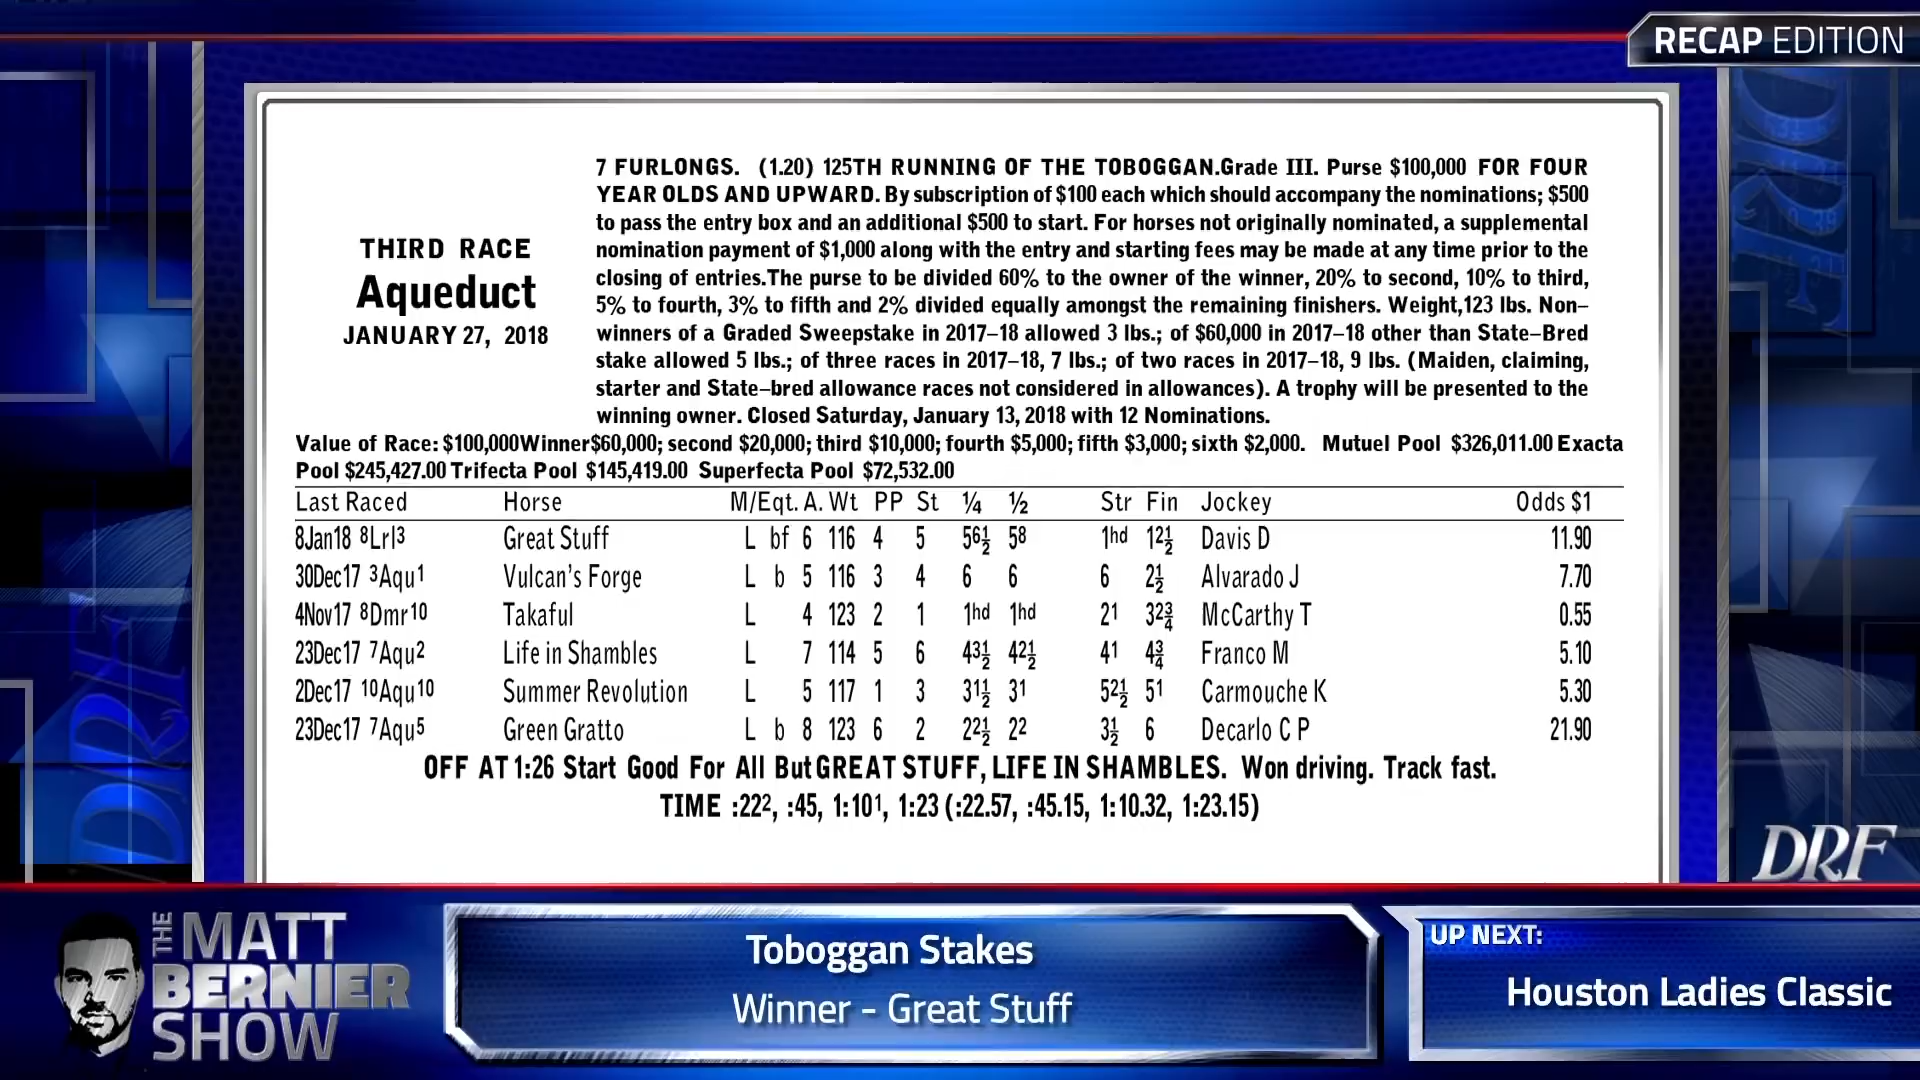 RECAP EDITION
7 FURLONGS. (1.20) 125TH RUNNING OF THE TOBOGGAN.Grade III. Purse $100,000 FOR FOUR
YEAR OLDS AND UPWARD. By subscription of $100 each which should accompany the nominations; $500
to pass the entry box and an additional $500 to start. For horses not originally nominated, a supplemental
nomination payment of $1,000 along with the entry and starting fees may be made at any time prior to the
closing of entries.The purse to be divided 60% to the owner of the winner, 20% to second, 10% to third,
5% to fourth, 3% to fifth and 2% divided equally amongst the remaining finishers. Weight,123 lbs. Non–
winners of a Graded Sweepstake in 2017–18 allowed 3 lbs.; of $60,000 in 2017–18 other than State–Bred
stake allowed 5 lbs.; of three races in 2017–18, 7 lbs.; of two races in 2017–18, 9 lbs. (Maiden, claiming,
starter and State–bred allowance races not considered in allowances). A trophy will be presented to the
winning owner. Closed Saturday, January 13, 2018 with 12 Nominations.
THIRD RACE
Aqueduct
JANUARY 27, 2018
Value of Race: $100,000Winner$60,000; second $20,000; third $10,000; fourth $5,000; fifth $3,000; sixth $2,000. Mutuel Pool $326,011.00 Exacta
Pool $245,427.00 Trifecta Pool $145,419.00 Superfecta Pool $72,532.00
Last Raced Horse M/Eqt. A. Wt PP St ¼ ½ Str Fin Jockey Odds $1
8Jan18 8Lrl3 Great Stuff L bf 6 116 4 5 56½ 58 1hd 12½ Davis D 11.90
30Dec17 3Aqu1 Vulcan's Forge L b 5 116 3 4 6 6 6 2½ Alvarado J 7.70
4Nov17 8Dmr10 Takaful L 4 123 2 1 1hd 1hd 21 32¾ McCarthy T 0.55
23Dec17 7Aqu2 Life in Shambles L 7 114 5 6 43½ 42½ 41 4¾ Franco M 5.10
2Dec17 10Aqu10 Summer Revolution L 5 117 1 3 31½ 31 52½ 51 Carmouche K 5.30
23Dec17 7Aqu5 Green Gratto L b 8 123 6 2 22½ 22 3½ 6 Decarlo C P 21.90
OFF AT 1:26 Start Good For All But GREAT STUFF, LIFE IN SHAMBLES. Won driving. Track fast.
TIME :222, :45, 1:101, 1:23 (:22.57, :45.15, 1:10.32, 1:23.15)
DRF
DRF
DRF
THE MATT
BERNIER
SHOW
Toboggan Stakes
Winner - Great Stuff
UP NEXT:
Houston Ladies Classic